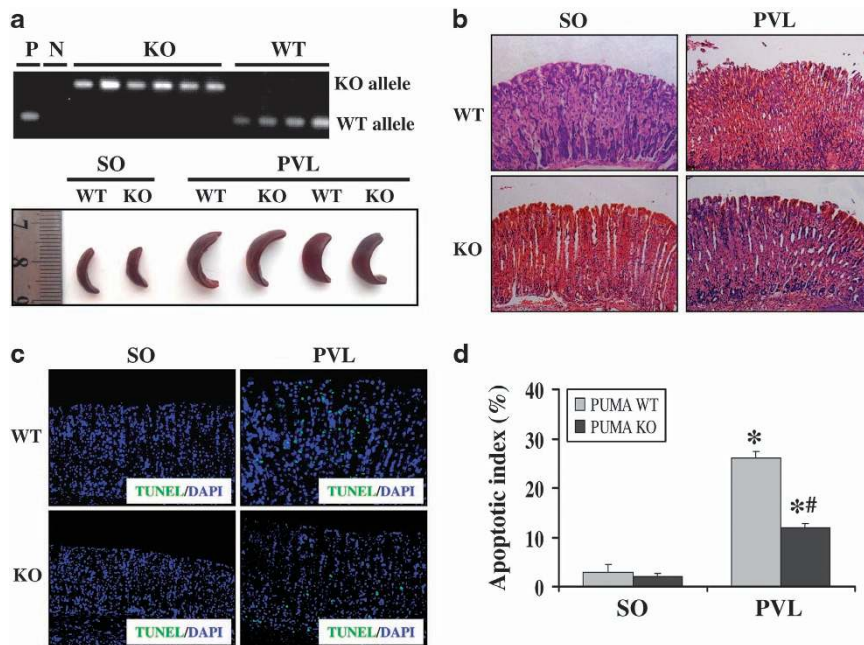 a
P N KO WT
KO allele
WT allele
SO PVL
WT KO WT KO WT KO
7
8
9
b
SO PVL
WT
KO
c
SO PVL
WT
TUNEL/DAPI TUNEL/DAPI
KO
TUNEL/DAPI TUNEL/DAPI
d
Apoptotic index (%)
40
30
20
10
0
PUMA WT
PUMA KO
*
*#
SO PVL